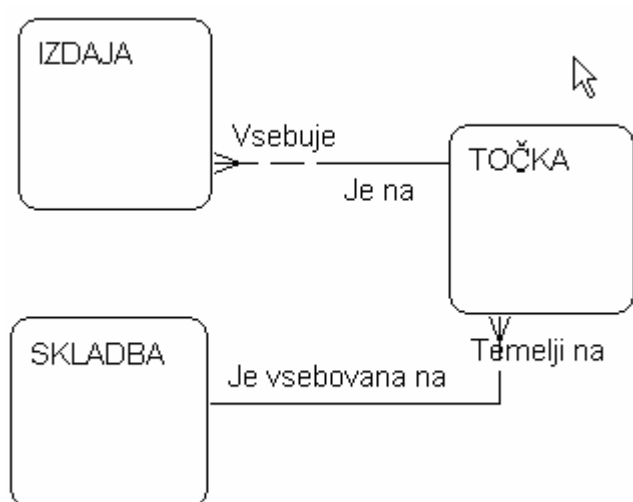 IZDAJA
Vsebuje
TOČKA
Je na
SKLADBA
Temelji na
Je vsebovana na